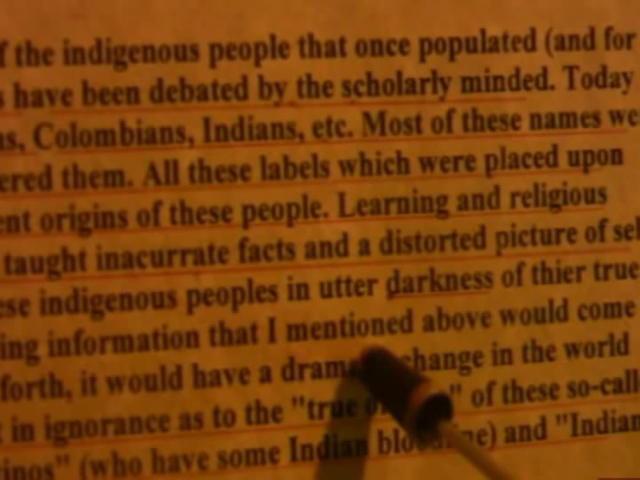 f the indigenous people that once populated (and for
s have been debated by the scholarly minded. Today
ns, Colombians, Indians, etc. Most of these names we
ered them. All these labels which were placed upon
ent origins of these people. Learning and religious
taught inacurrate facts and a distorted picture of sel
ese indigenous peoples in utter darkness of thier true
ing information that I mentioned above would come
forth, it would have a change in the world
t in ignorance as to the "true " of these so-call
tinos" (who have some Indian ) and "Indian